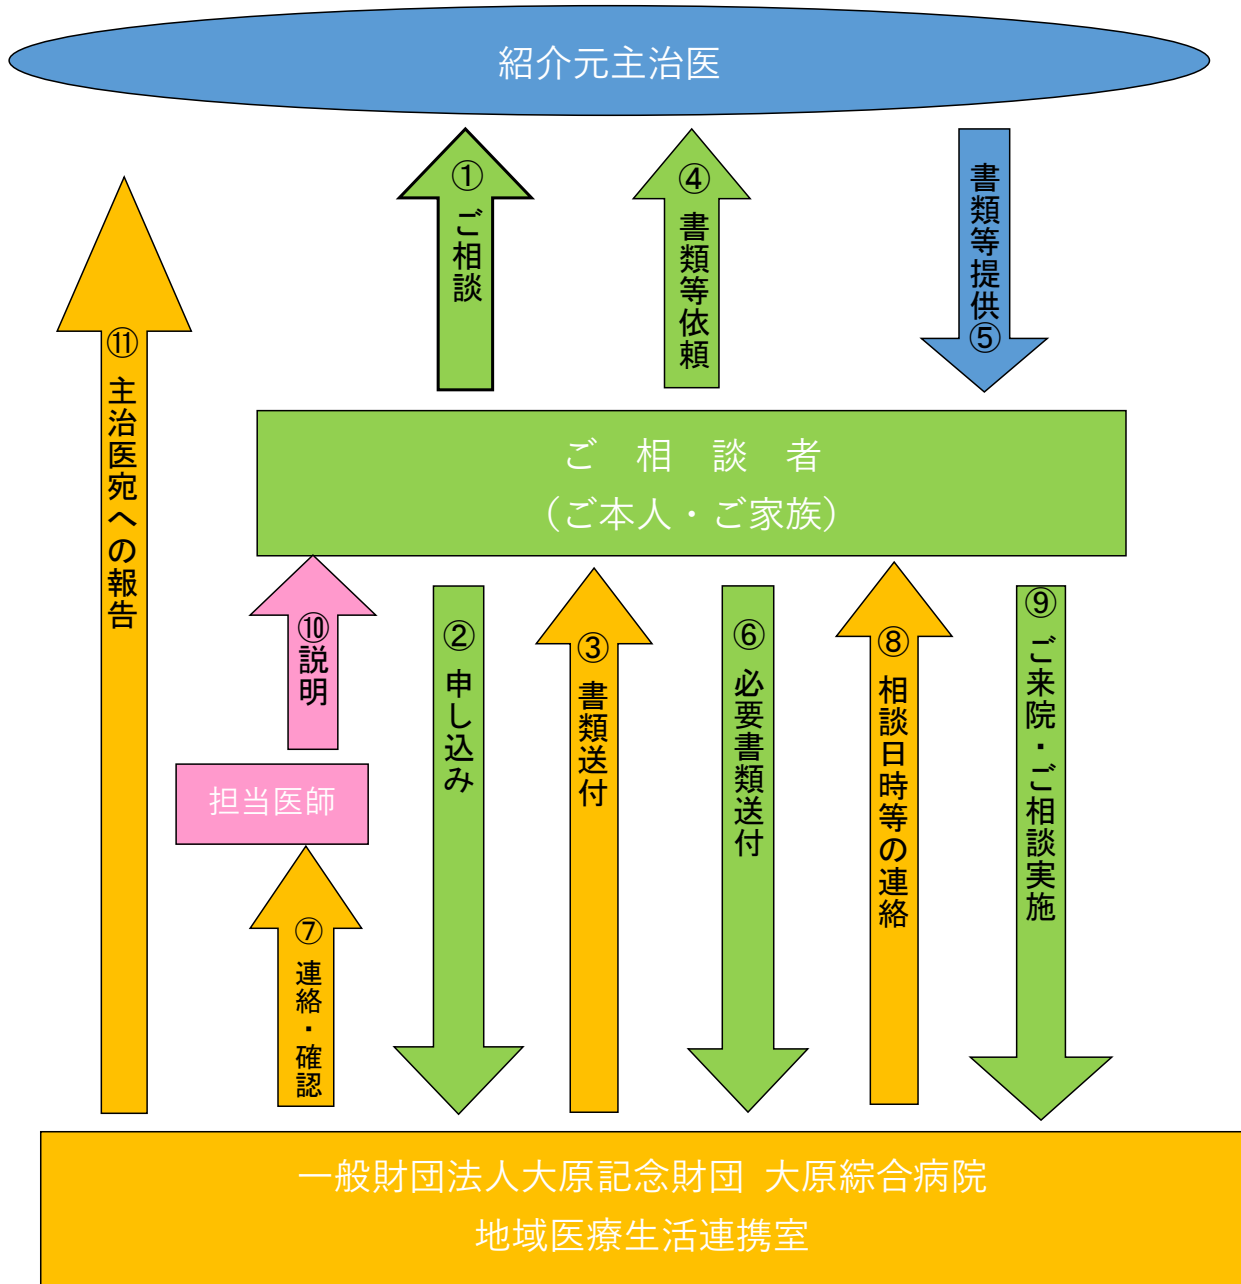 紹介元主治医
① ご相談
④ 書類等依頼
書類等提供⑤
⑪ 主治医宛への報告
ご 相 談 者
（ご本人・ご家族）
⑩説明
② 申し込み
③ 書類送付
⑥ 必要書類送付
⑧ 相談日時等の連絡
⑨ ご来院・ご相談実施
担当医師
⑦ 連絡・確認
一般財団法人大原記念財団 大原綜合病院
地域医療生活連携室